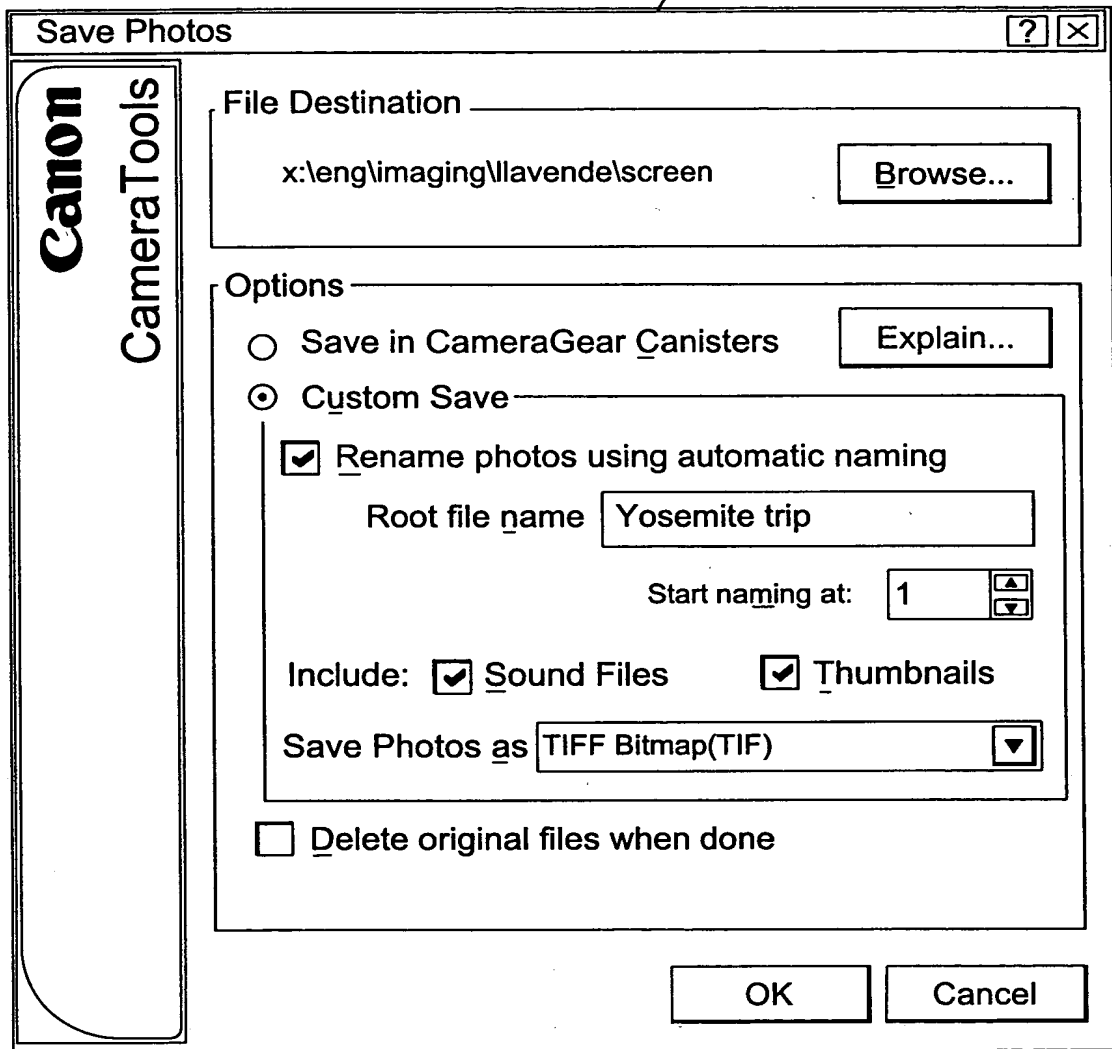 Save Photos ?
Canon
CameraTools
File Destination
x:\eng\imaging\llavende\screen Browse...
Options
Save in CameraGear Canisters Explain...
Custom Save
Rename photos using automatic naming
Root file name Yosemite trip
Start naming at: 1
Include: Sound Files Thumbnails
Save Photos as TIFF Bitmap(TIF)
Delete original files when done
OK Cancel